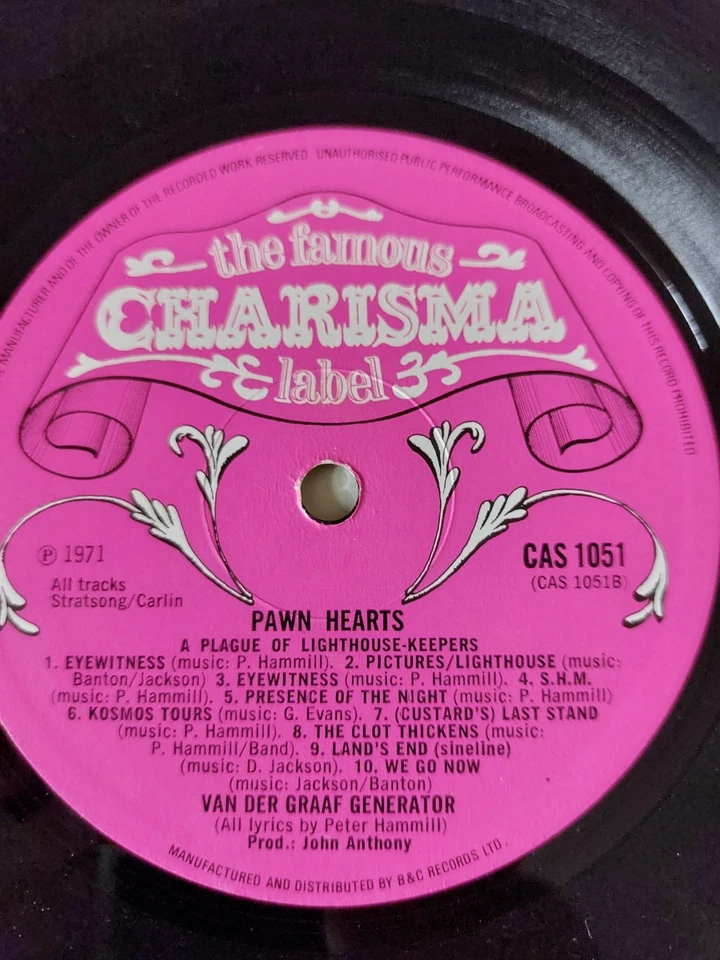 MANUFACTURER AND OF THE OWNER OF THE RECORDED WORK RESERVED UNAUTHORISED PUBLIC PERFORMANCE BROADCASTING AND COPYING OF THIS RECORD PROHIBITED
the famous
CHARISMA
label
℗ 1971
All tracks
Stratsong/Carlin
CAS 1051
(CAS 1051B)
PAWN HEARTS
A PLAGUE OF LIGHTHOUSE-KEEPERS
1. EYEWITNESS (music: P. Hammill). 2. PICTURES/LIGHTHOUSE (music:
Banton/Jackson) 3. EYEWITNESS (music: P. Hammill). 4. S.H.M.
(music: P. Hammill). 5. PRESENCE OF THE NIGHT (music: P. Hammill)
6. KOSMOS TOURS (music: G. Evans). 7. (CUSTARD'S) LAST STAND
(music: P. Hammill). 8. THE CLOT THICKENS (music:
P. Hammill/Band). 9. LAND'S END (sineline)
(music: D. Jackson). 10. WE GO NOW
(music: Jackson/Banton)
VAN DER GRAAF GENERATOR
(All lyrics by Peter Hammill)
Prod.: John Anthony
MANUFACTURED AND DISTRIBUTED BY B&C RECORDS LTD.